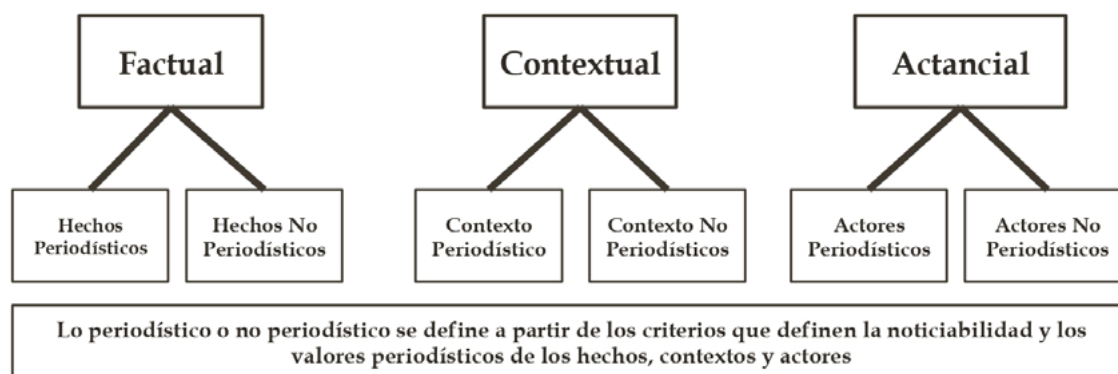 Factual
Contextual
Actancial
Hechos
Periodísticos
Hechos No
Periodísticos
Contexto
Periodístico
Contexto No
Periodísticos
Actores
Periodísticos
Actores No
Periodísticos
Lo periodístico o no periodístico se define a partir de los criterios que definen la noticiabilidad y los
valores periodísticos de los hechos, contextos y actores